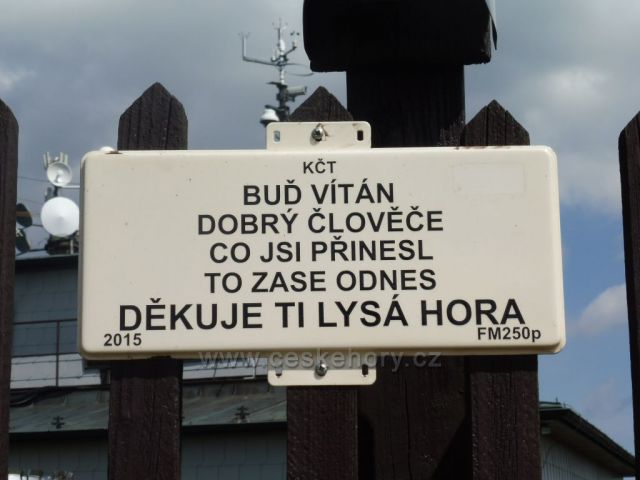 KČT
BUĎ VÍTÁN
DOBRÝ ČLOVĚČE
CO JSI PŘINESL
TO ZASE ODNES
DĚKUJE TI LYSÁ HORA
2015 FM250p
www.ceskehory.cz